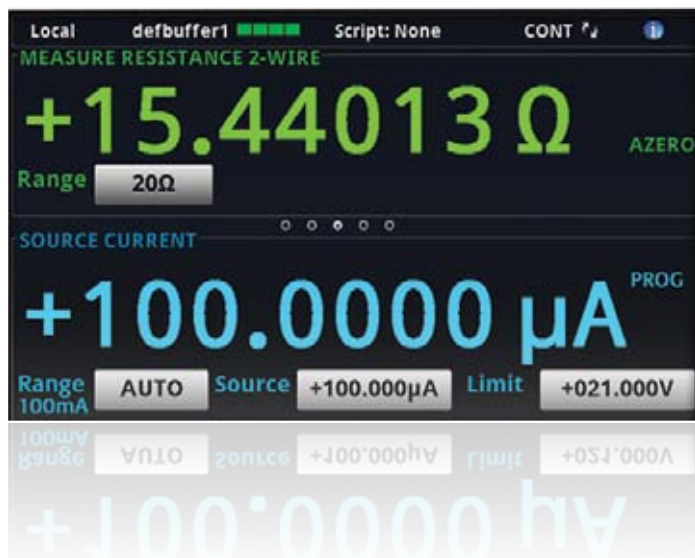 Local defbuffer1 Script: None CONT
MEASURE RESISTANCE 2-WIRE
+15.44013 Ω
AZERO
Range 20Ω
SOURCE CURRENT
+100.0000 µA
PROG
Range AUTO Source +100.000µA Limit +021.000V
100mA